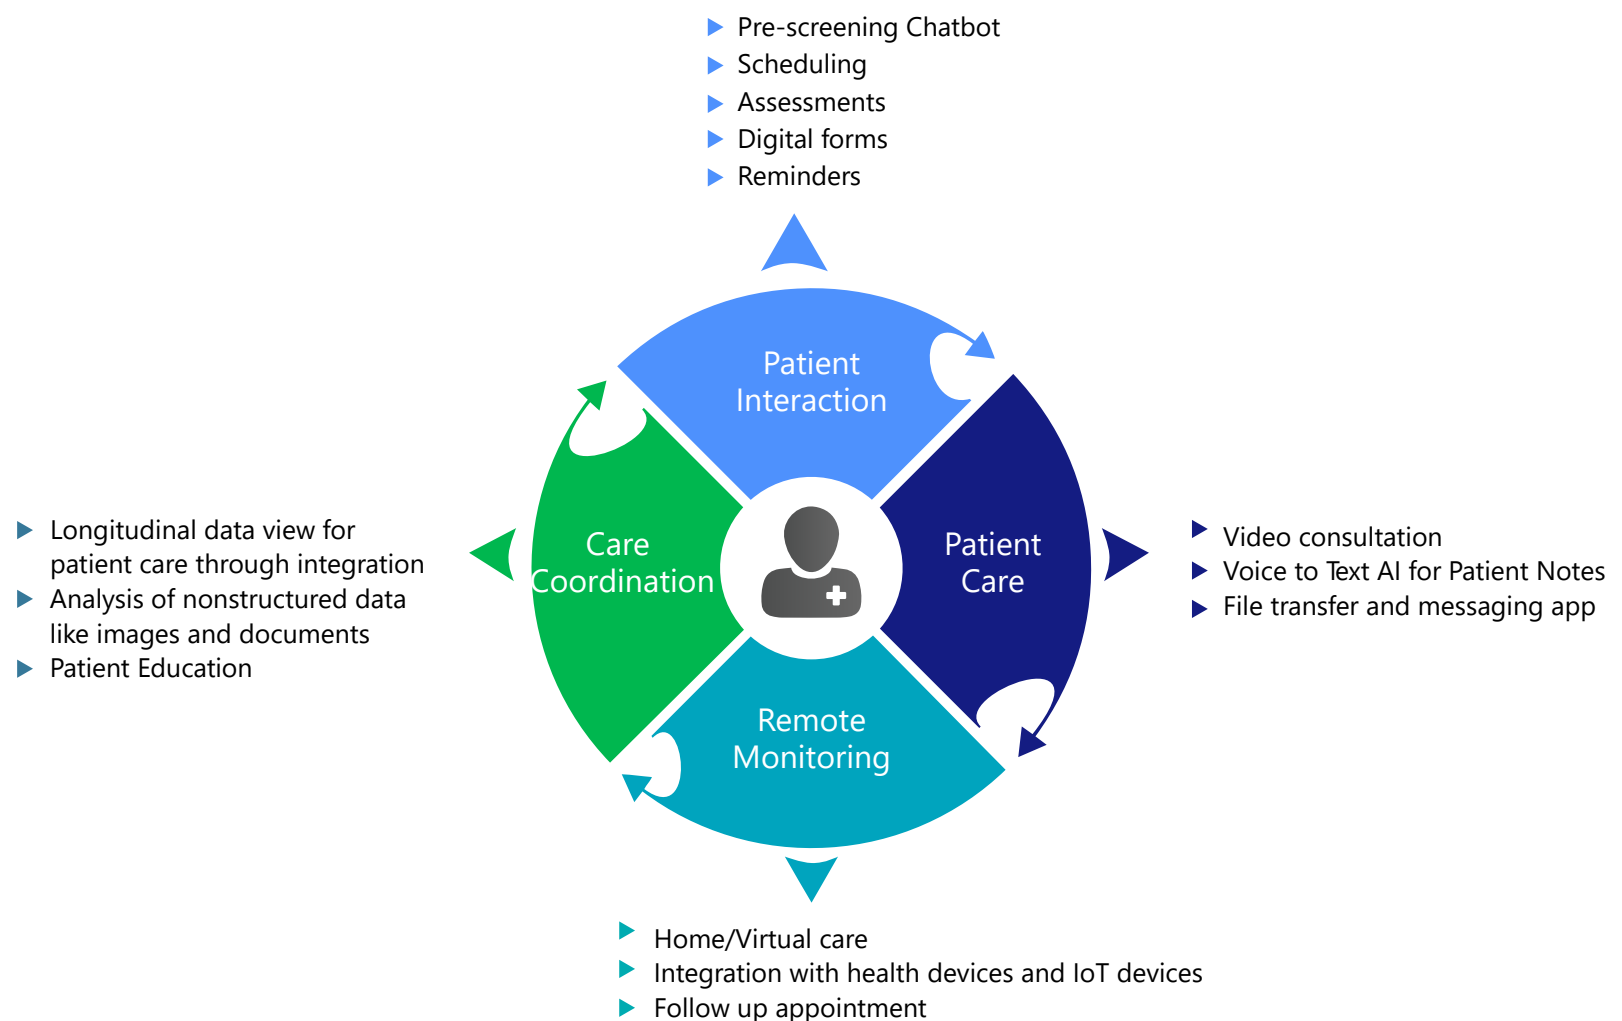 Pre-screening Chatbot
Scheduling
Assessments
Digital forms
Reminders
Patient
Interaction
Care
Coordination
Patient
Care
Remote
Monitoring
Longitudinal data view for
patient care through integration
Analysis of nonstructured data
like images and documents
Patient Education
Video consultation
Voice to Text AI for Patient Notes
File transfer and messaging app
Home/Virtual care
Integration with health devices and IoT devices
Follow up appointment